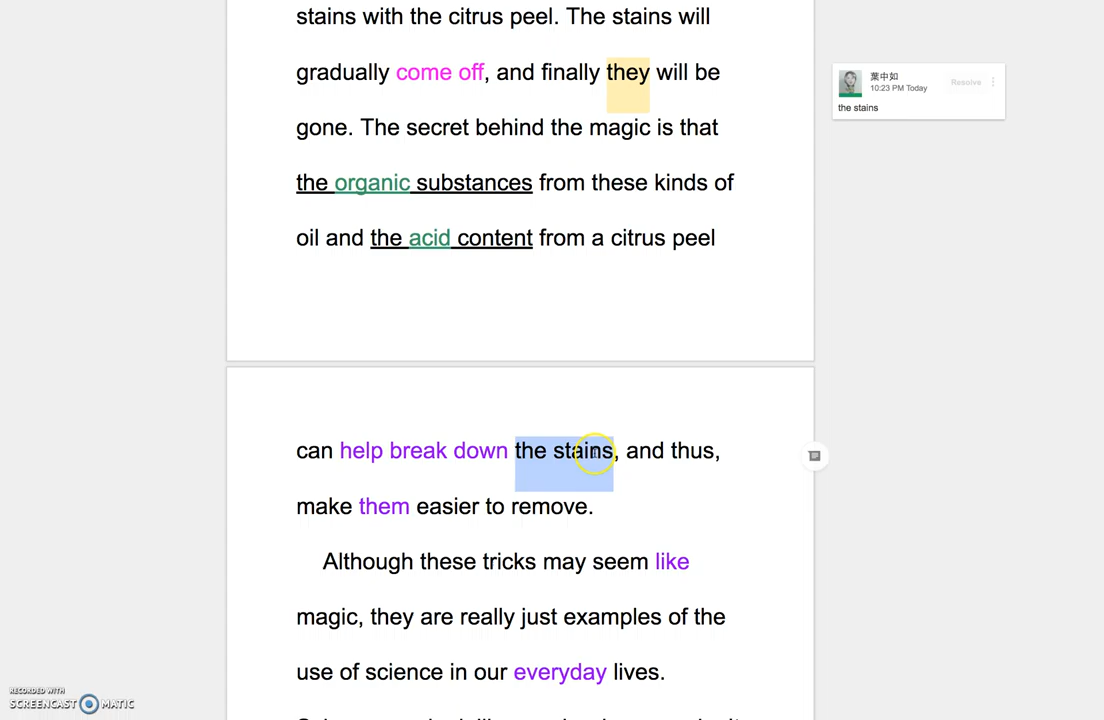 stains with the citrus peel. The stains will
gradually come off, and finally they will be
gone. The secret behind the magic is that
the organic substances from these kinds of
oil and the acid content from a citrus peel
can help break down the stains, and thus,
make them easier to remove.
Although these tricks may seem like
magic, they are really just examples of the
use of science in our everyday lives.
葉中如
10:23 PM Today
Resolve
the stains
RECORDED WITH
SCREENCAST MATIC